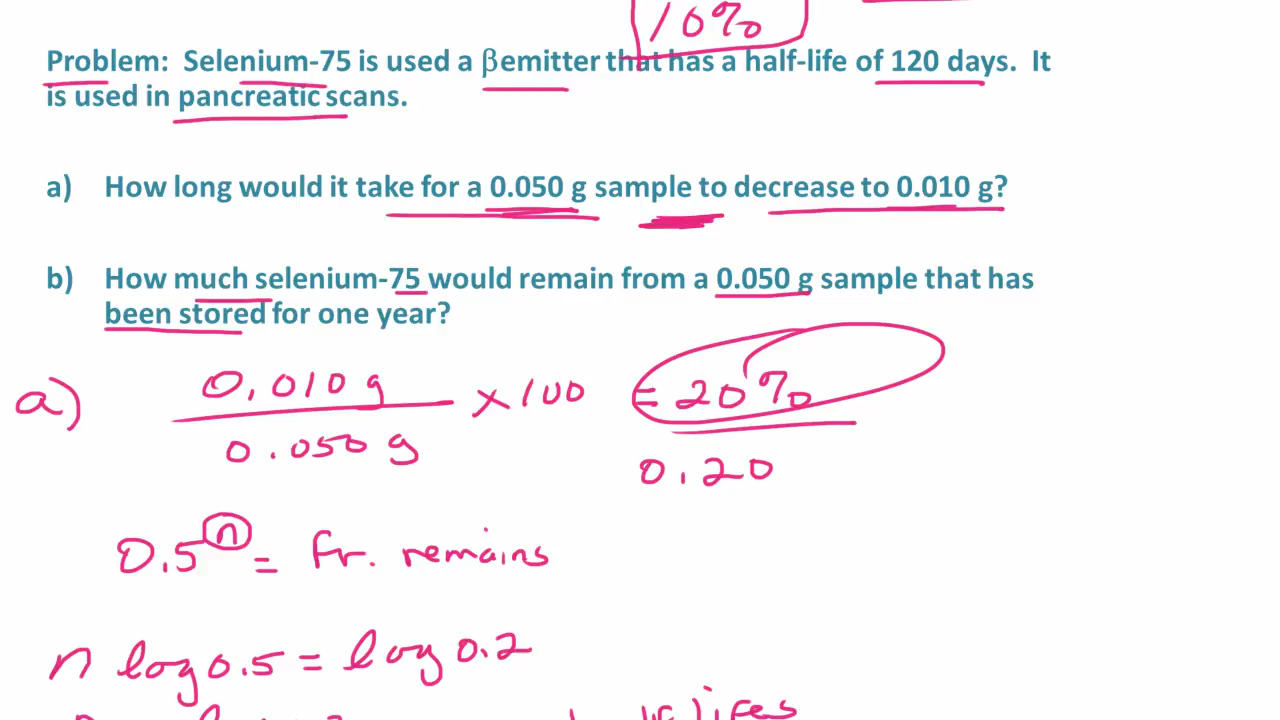 10%
Problem: Selenium-75 is used a β emitter that has a half-life of 120 days. It
is used in pancreatic scans.
a) How long would it take for a 0.050 g sample to decrease to 0.010 g?
b) How much selenium-75 would remain from a 0.050 g sample that has
been stored for one year?
a) 0.010 g
0.050 g
× 100 = 20%
0.20
0.5ⁿ = fr. remains
n log 0.5 = log 0.2